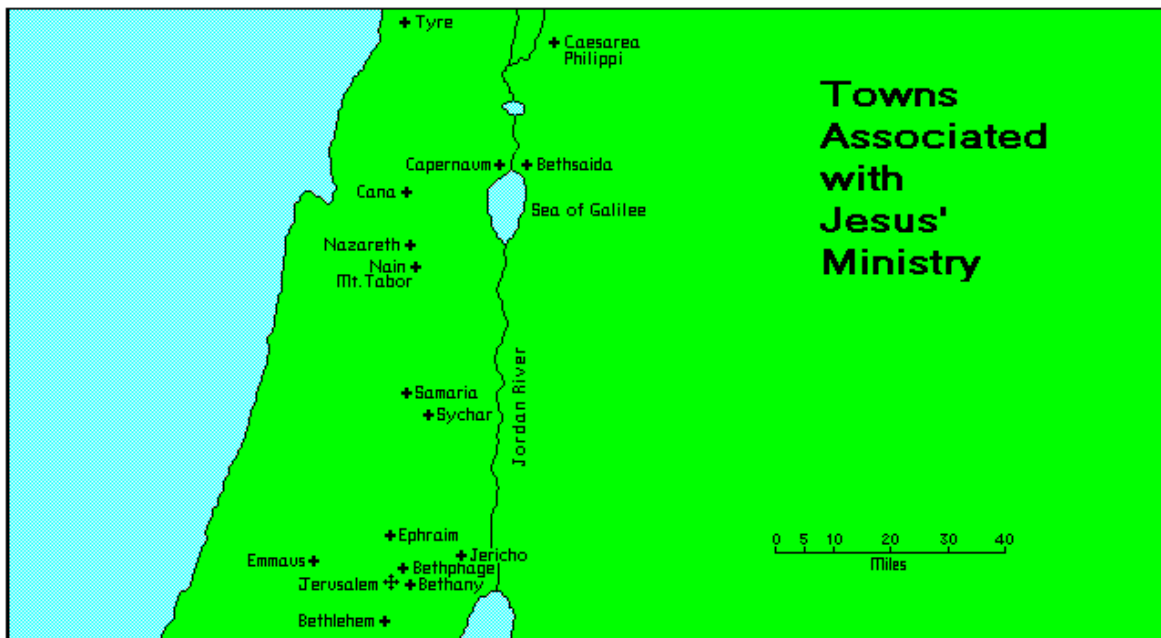 Tyre
Caesarea
Philippi
Towns
Associated
with
Jesus'
Ministry
Capernaum
Bethsaida
Cana
Sea of Galilee
Nazareth
Nain
Mt. Tabor
Jordan River
Samaria
Sychar
Ephraim
Jericho
Emmaus
Bethphage
Jerusalem
Bethany
Bethlehem
0 5 10 20 30 40
Miles